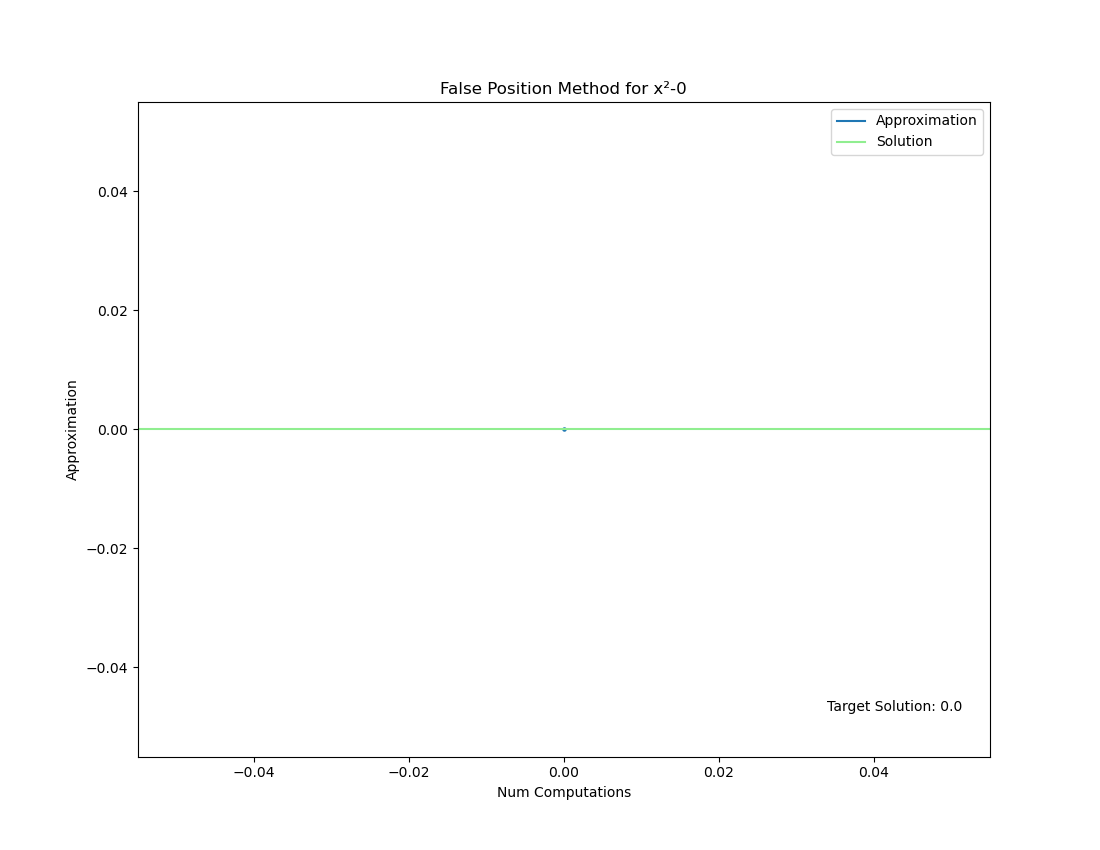 False Position Method for x²-0
Approximation
Solution
0.04
0.02
0.00
−0.02
−0.04
Approximation
Target Solution: 0.0
−0.04
−0.02
0.00
0.02
0.04
Num Computations